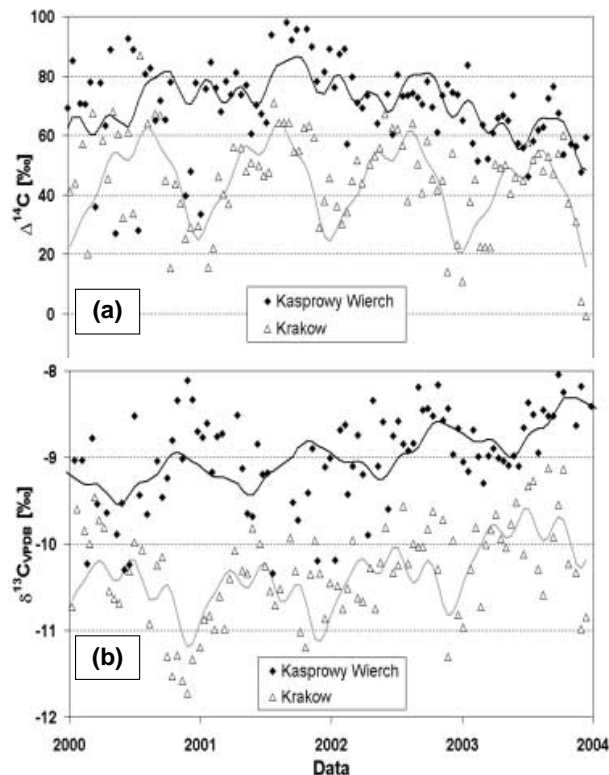 100
80
60
40
20
0
Δ¹⁴C [‰]
(a)
Kasprowy Wierch
Krakow
-8
-9
-10
-11
-12
δ¹³C_VPDB [‰]
(b)
Kasprowy Wierch
Krakow
2000 2001 2002 2003 2004
Data